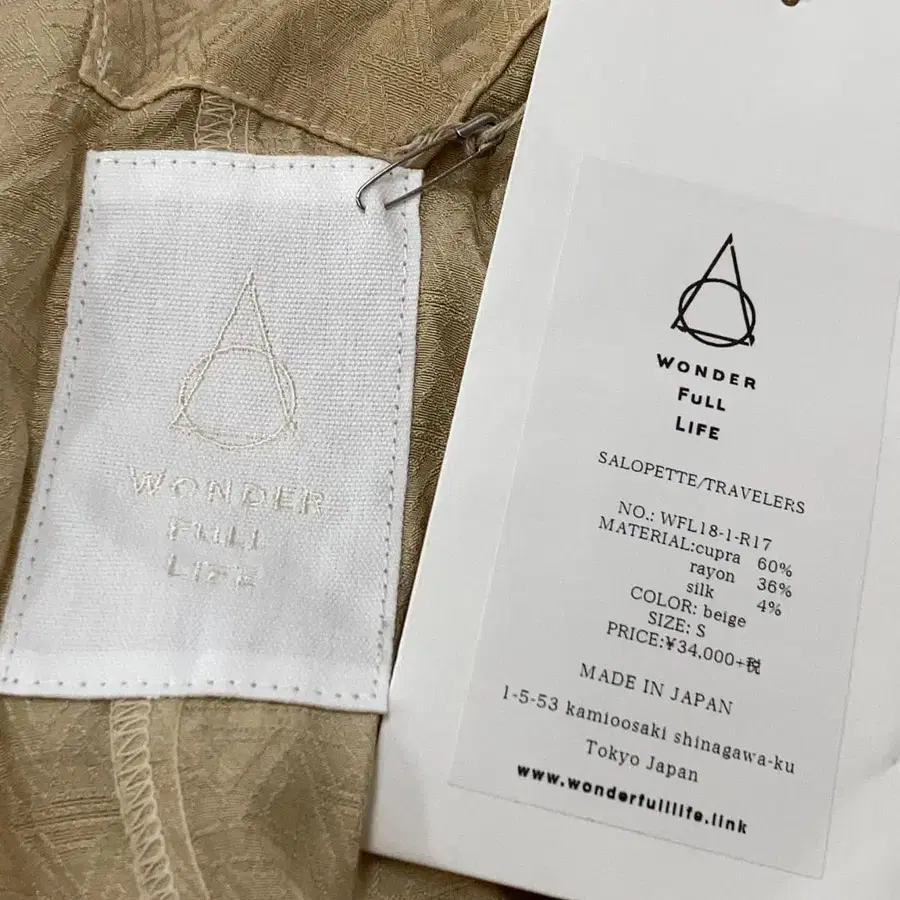 WONDER
FULL
LIFE
WONDER
FULL
LIFE
SALOPETTE/TRAVELERS
NO.: WFL18-1-R17
MATERIAL:cupra 60%
rayon 36%
silk 4%
COLOR: beige
SIZE: S
PRICE:¥34,000+税
MADE IN JAPAN
1-5-53 kamioosaki shinagawa-ku
Tokyo Japan
www.wonderfulllife.link